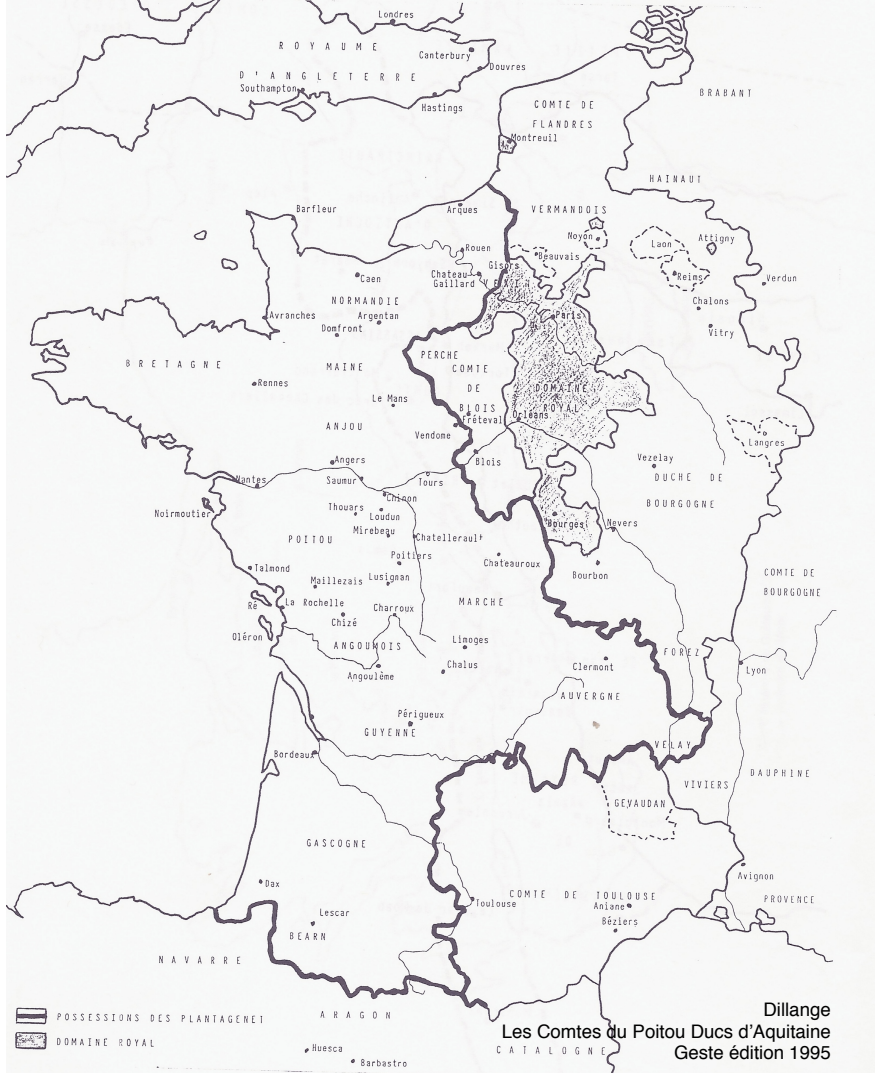 Londres
ROYAUME
Canterbury
Douvres
D'ANGLETERRE
Southampton
Hastings
BRABANT
COMTE DE
FLANDRES
Montreuil
HAINAUT
Barfleur
Arques
VERMANDOIS
Noyon
Laon
Attigny
Rouen
Beauvais
Gisors
Reims
Verdun
Caen
Chateau
Gaillard
VEXIN
NORMANDIE
Chalons
Avranches
Argentan
Paris
Domfront
Vitry
PERCHE
BRETAGNE
MAINE
COMTE
DE
BLOIS
Rennes
DOMAINE
ROYAL
Le Mans
Fréteval
Orléans
ANJOU
Vendome
Langres
Angers
Blois
Vezelay
DUCHE DE
BOURGOGNE
Nantes
Saumur
Tours
Chinon
Noirmoutier
Thouars
Loudun
Bourges
Nevers
Mirebeau
Chatellerault
POITOU
Poitiers
Chateauroux
Talmond
Bourbon
COMTE DE
BOURGOGNE
Maillezais
Lusignan
Ré
La Rochelle
MARCHE
Charroux
Chizé
Oléron
ANGOUMOIS
Limoges
FOREZ
Angoulême
Chalus
Clermont
Lyon
AUVERGNE
Périgueux
GUYENNE
VELAY
Bordeaux
DAUPHINE
VIVIERS
GEVAUDAN
GASCOGNE
Avignon
Dax
COMTE DE TOULOUSE
PROVENCE
Toulouse
Aniane
Lescar
Béziers
BEARN
NAVARRE
POSSESSIONS DES PLANTAGENET
ARAGON
DOMAINE ROYAL
Huesca
CATALOGNE
Barbastro
Dillange
Les Comtes du Poitou Ducs d'Aquitaine
Geste édition 1995